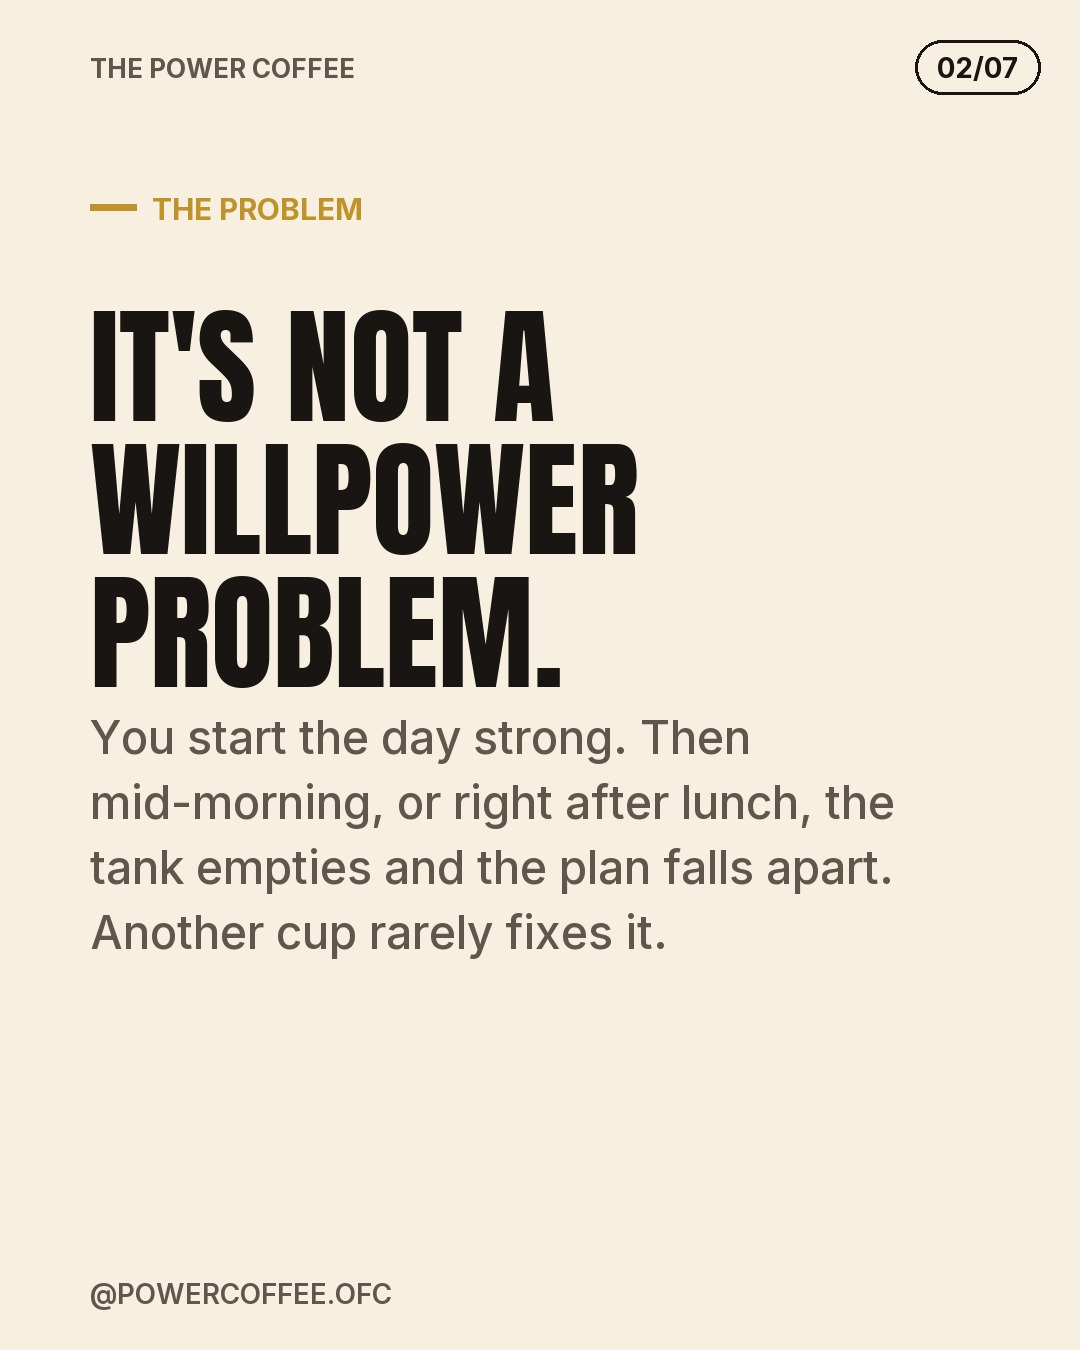 THE POWER COFFEE
02/07
THE PROBLEM
IT'S NOT A
WILLPOWER
PROBLEM.
You start the day strong. Then
mid-morning, or right after lunch, the
tank empties and the plan falls apart.
Another cup rarely fixes it.
@POWERCOFFEE.OFC